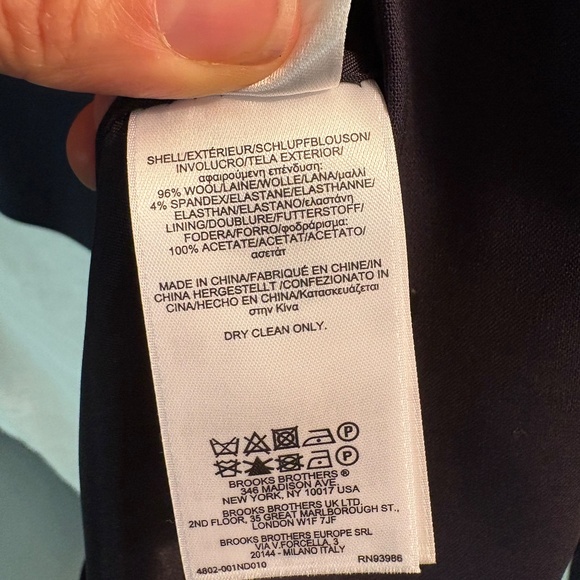 SHELL/EXTÉRIEUR/SCHLUPFBLOUSON/
INVOLUCRO/TELA EXTERIOR/
αφαιρούμενη επένδυση:
96% WOOL/LAINE/WOLLE/LANA/μαλλί
4% SPANDEX/ELASTANE/ELASTHANNE/
ELASTHAN/ELASTANO/ελαστάνη
LINING/DOUBLURE/FUTTERSTOFF/
FODERA/FORRO/φοδράρισμα:
100% ACETATE/ACETAT/ACETATO/
ασετάτ
MADE IN CHINA/FABRIQUÉ EN CHINE/IN
CHINA HERGESTELLT /CONFEZIONATO IN
CINA/HECHO EN CHINA/Κατασκευάζεται
στην Κίνα
DRY CLEAN ONLY.
P
P
BROOKS BROTHERS ®
346 MADISON AVE.
NEW YORK, NY 10017 USA
BROOKS BROTHERS UK LTD.
2ND FLOOR, 16 GREAT MARLBOROUGH ST.,
LONDON W1F 7JF
BROOKS BROTHERS EUROPE SRL
VIA V.FORCELLA, 3
20144 - MILANO ITALY
4802-001ND010 RN93986